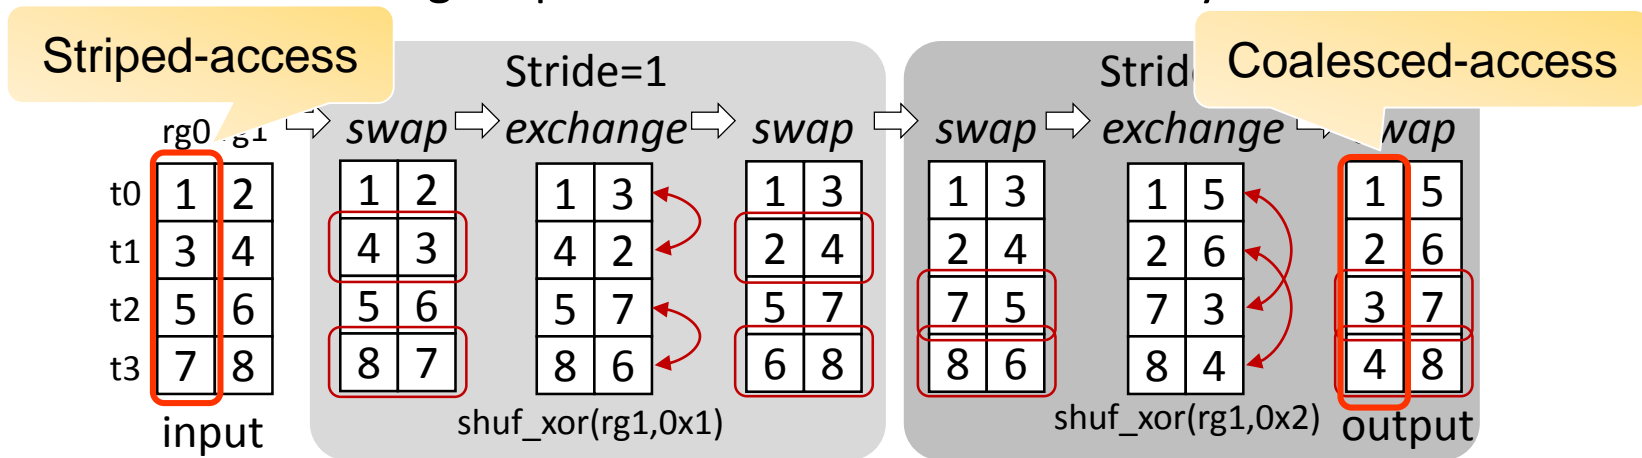 Striped-access
Stride=1
Coalesced-access
rg0
swap exchange swap swap exchange
t0 1 2 1 2 1 3 1 3 1 3 1 5 1 5
t1 3 4 4 3 4 2 2 4 2 4 2 6 2 6
t2 5 6 5 6 5 7 5 7 7 5 7 3 3 7
t3 7 8 8 7 8 6 6 8 8 6 8 4 4 8
input shuf_xor(rg1,0x1) shuf_xor(rg1,0x2) output